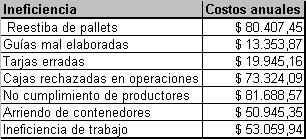 Ineficiencia Costos anuales
Reestiba de pallets $ 80.407,45
Guías mal elaboradas $ 13.353,87
Tarjas erradas $ 19.945,16
Cajas rechazadas en operaciones $ 73.324,09
No cumplimiento de productores $ 81.688,57
Arriendo de contenedores $ 50.945,35
Ineficiencia de trabajo $ 53.059,94